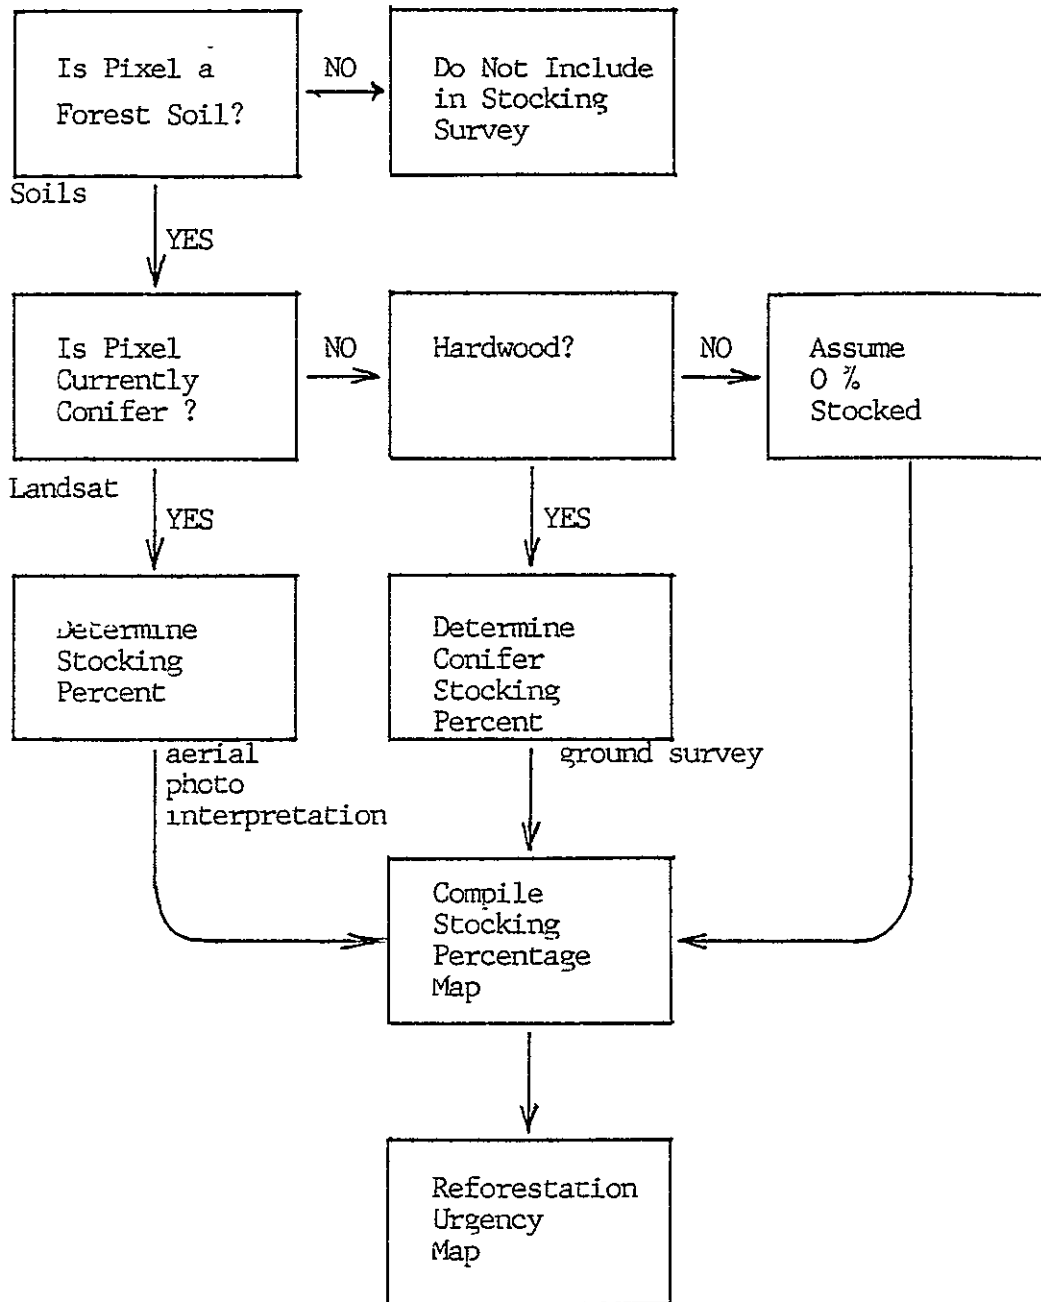 Is Pixel a
Forest Soil?
NO
Do Not Include
in Stocking
Survey
Soils
YES
Is Pixel
Currently
Conifer ?
NO
Hardwood?
NO
Assume
0 %
Stocked
Landsat
YES
YES
Determine
Stocking
Percent
Determine
Conifer
Stocking
Percent
aerial
photo
interpretation
ground survey
Compile
Stocking
Percentage
Map
Reforestation
Urgency
Map